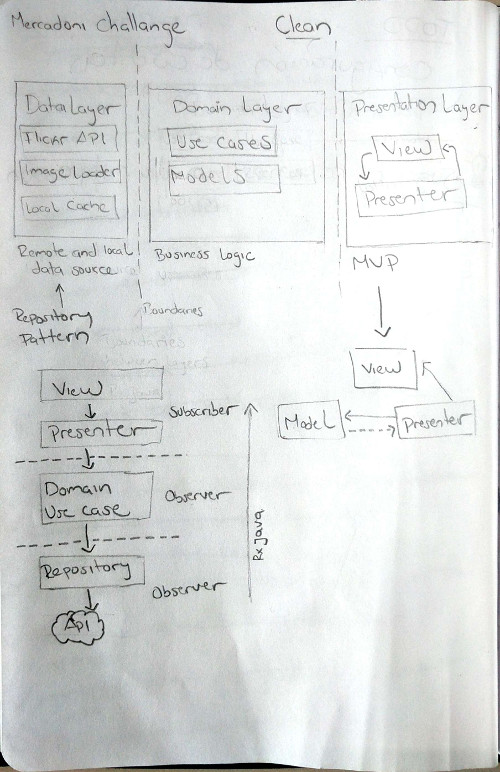 Mercadoni Challange
Clean
Data Layer
Flickr API
Image Loader
Local Cache
Remote and local
data source
Repository
Pattern
Domain Layer
Use Cases
Models
Business Logic
Boundaries
Presentation Layer
View
Presenter
MVP
View
Model
Presenter
View
Presenter
Subscriber
Domain
Use case
Observer
Repository
Observer
Api
Rx Java